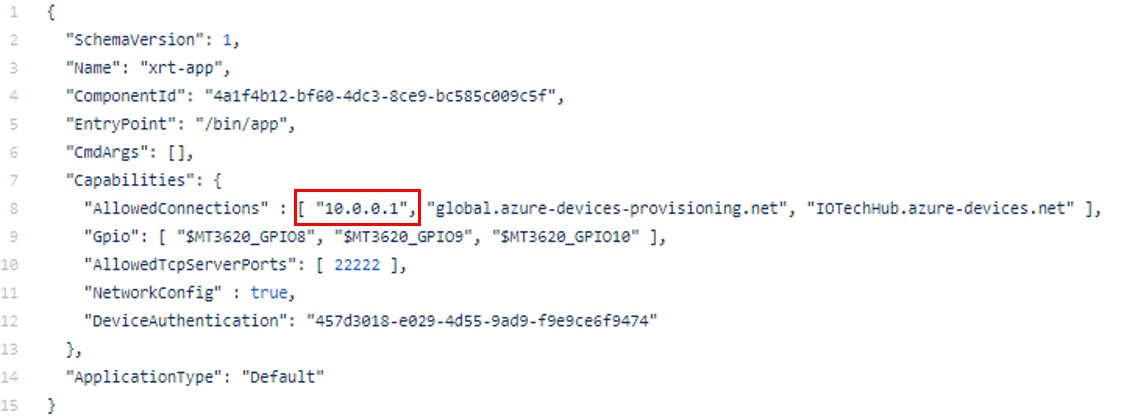 1 {
2 "SchemaVersion": 1,
3 "Name": "xrt-app",
4 "ComponentId": "4a1f4b12-bf60-4dc3-8ce9-bc585c009c5f",
5 "EntryPoint": "/bin/app",
6 "CmdArgs": [],
7 "Capabilities": {
8 "AllowedConnections" : [ "10.0.0.1", "global.azure-devices-provisioning.net", "IOTechHub.azure-devices.net" ],
9 "Gpio": [ "$MT3620_GPIO8", "$MT3620_GPIO9", "$MT3620_GPIO10" ],
10 "AllowedTcpServerPorts": [ 22222 ],
11 "NetworkConfig" : true,
12 "DeviceAuthentication": "457d3018-e029-4d55-9ad9-f9e9ce6f9474"
13 },
14 "ApplicationType": "Default"
15 }